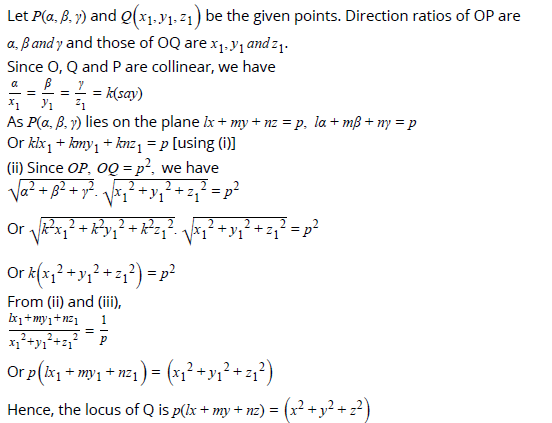 Let P(α, β, γ) and Q(x₁, y₁, z₁) be the given points. Direction ratios of OP are
α, β and γ and those of OQ are x₁, y₁ and z₁.
Since O, Q and P are collinear, we have
α/x₁ = β/y₁ = γ/z₁ = k(say)
As P(α, β, γ) lies on the plane lx + my + nz = p, la + mβ + nγ = p
Or klx₁ + kmy₁ + knz₁ = p [using (i)]
(ii) Since OP, OQ = p², we have
√(α² + β² + γ²). √(x₁² + y₁² + z₁²) = p²
Or √(k²x₁² + k²y₁² + k²z₁²). √(x₁² + y₁² + z₁²) = p²
Or k(x₁² + y₁² + z₁²) = p²
From (ii) and (iii),
(lx₁+my₁+nz₁)/(x₁²+y₁²+z₁²) = 1/p
Or p(lx₁ + my₁ + nz₁) = (x₁² + y₁² + z₁²)
Hence, the locus of Q is p(lx + my + nz) = (x² + y² + z²)